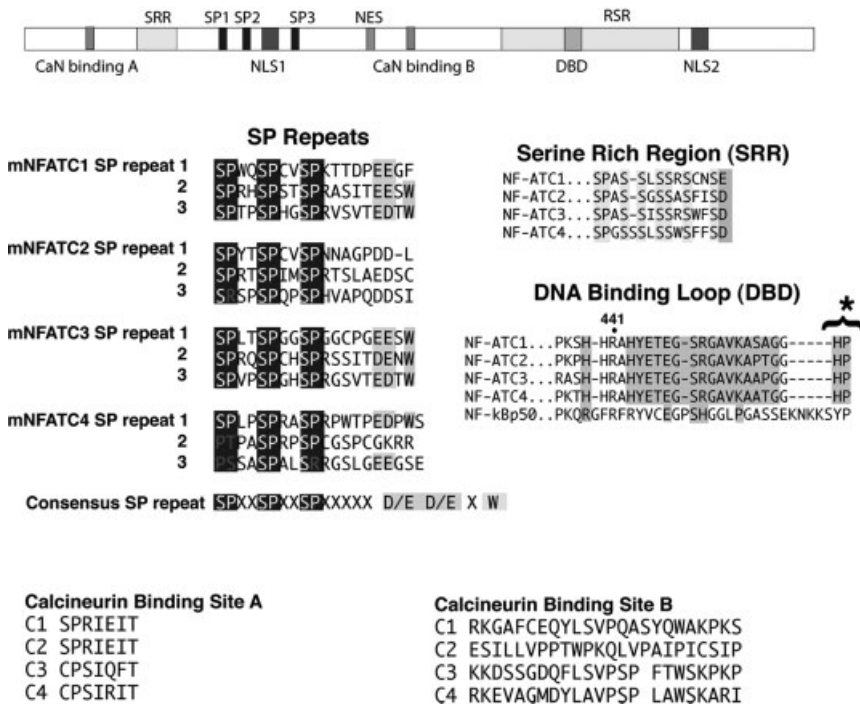 SRR SP1 SP2 SP3 NES RSR
CaN binding A NLS1 CaN binding B DBD NLS2
SP Repeats
mNFATC1 SP repeat 1 SPWQSPCVSPKTTDPEEGF
2 SPRHSPSTSPRASITEESW
3 SPTPSPHGSPRVSVTEDTW
mNFATC2 SP repeat 1 SPYTSPCVSPNNAGPDD-L
2 SPRTSPIMSPRTSLAEDSC
3 SRSPSPQPSPHVAPQDDSI
mNFATC3 SP repeat 1 SPLTSPGGSPGGCPGEESW
2 SPRQSPCHSPRSSITDENW
3 SPVPSPGHSPRGSVTEDTW
mNFATC4 SP repeat 1 SPLPSPRASPRPWTPEDPWS
2 PTPASPRPSPCGSPCGKRR
3 PSSASPALSRRGSLGEEGSE
Consensus SP repeat SPXXSPXXSPXXXXX D/E D/E X W
Serine Rich Region (SRR)
NF-ATC1...SPAS-SLSSRSCNSE
NF-ATC2...SPAS-SGSSASFISD
NF-ATC3...SPAS-SISSRSWFSD
NF-ATC4...SPGSSSLSSWSFFSD
DNA Binding Loop (DBD)
441 *
NF-ATC1...PKSH-HRAHYETEG-SRGAVKASAGG-----HP
NF-ATC2...PKAH-HRAHYETEG-SRGAVKAPTGG-----HP
NF-ATC3...RASH-HRAHYETEG-SRGAVKAAPGG-----HP
NF-ATC4...PKTH-HRAHYETEG-SRGAVKAATGG-----HP
NF-kBp50..PKQRGFRFRYVCEGPSHGGLPGASSEKNKKSYP
Calcineurin Binding Site A
C1 SPRIEIT
C2 SPRIEIT
C3 CPSIQFT
C4 CPSIRIT
Calcineurin Binding Site B
C1 RKGAFCEQYLSVPQASYQWAKPKS
C2 ESILLVPPTWPKQLVPAIPICSIP
C3 KKDSSGDQFLSVPSP FTWSKPKP
C4 RKEVAGMDYLAVPSP LAWSKARI